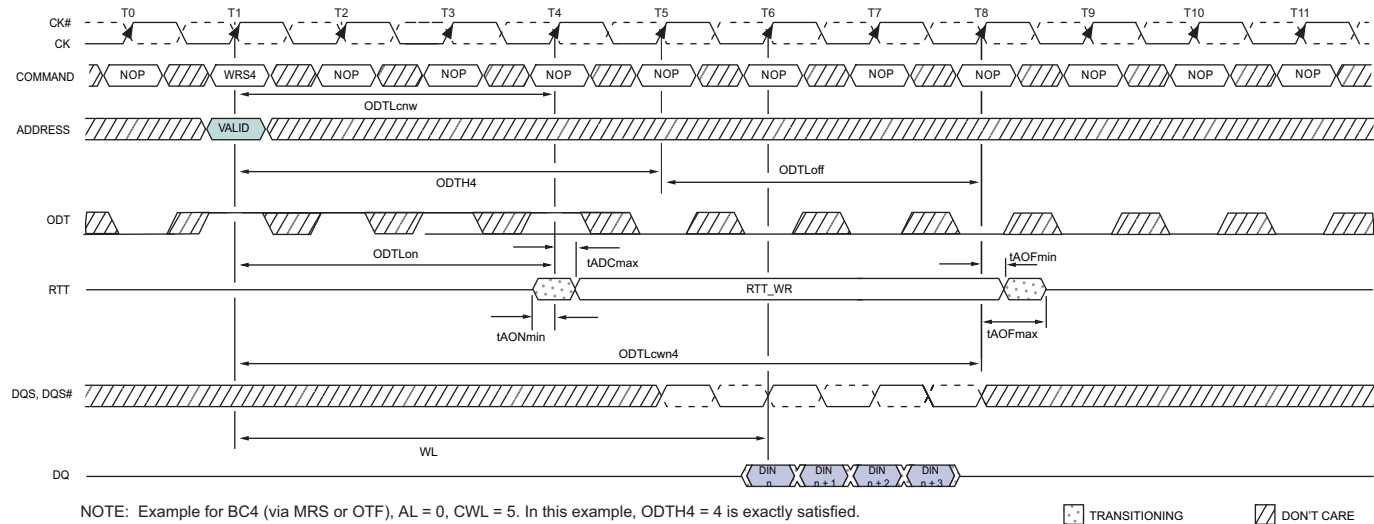 T0 T1 T2 T3 T4 T5 T6 T7 T8 T9 T10 T11
CK#
CK
COMMAND NOP WRS4 NOP NOP NOP NOP NOP NOP NOP NOP NOP NOP
ODTLcnw
ADDRESS VALID
ODTH4 ODTLoff
ODT
ODTLon tADCmax tAOFmin
RTT RTT_WR
tAONmin tAOFmax
ODTLcwn4
DQS, DQS#
WL
DQ DIN n DIN n + 1 DIN n + 2 DIN n + 3
NOTE: Example for BC4 (via MRS or OTF), AL = 0, CWL = 5. In this example, ODTH4 = 4 is exactly satisfied.
TRANSITIONING DON'T CARE